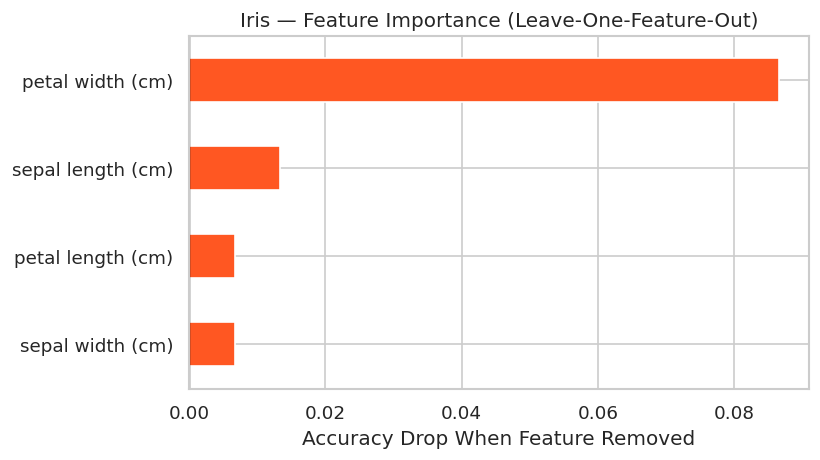 Iris — Feature Importance (Leave-One-Feature-Out)
petal width (cm)
sepal length (cm)
petal length (cm)
sepal width (cm)
0.00 0.02 0.04 0.06 0.08
Accuracy Drop When Feature Removed